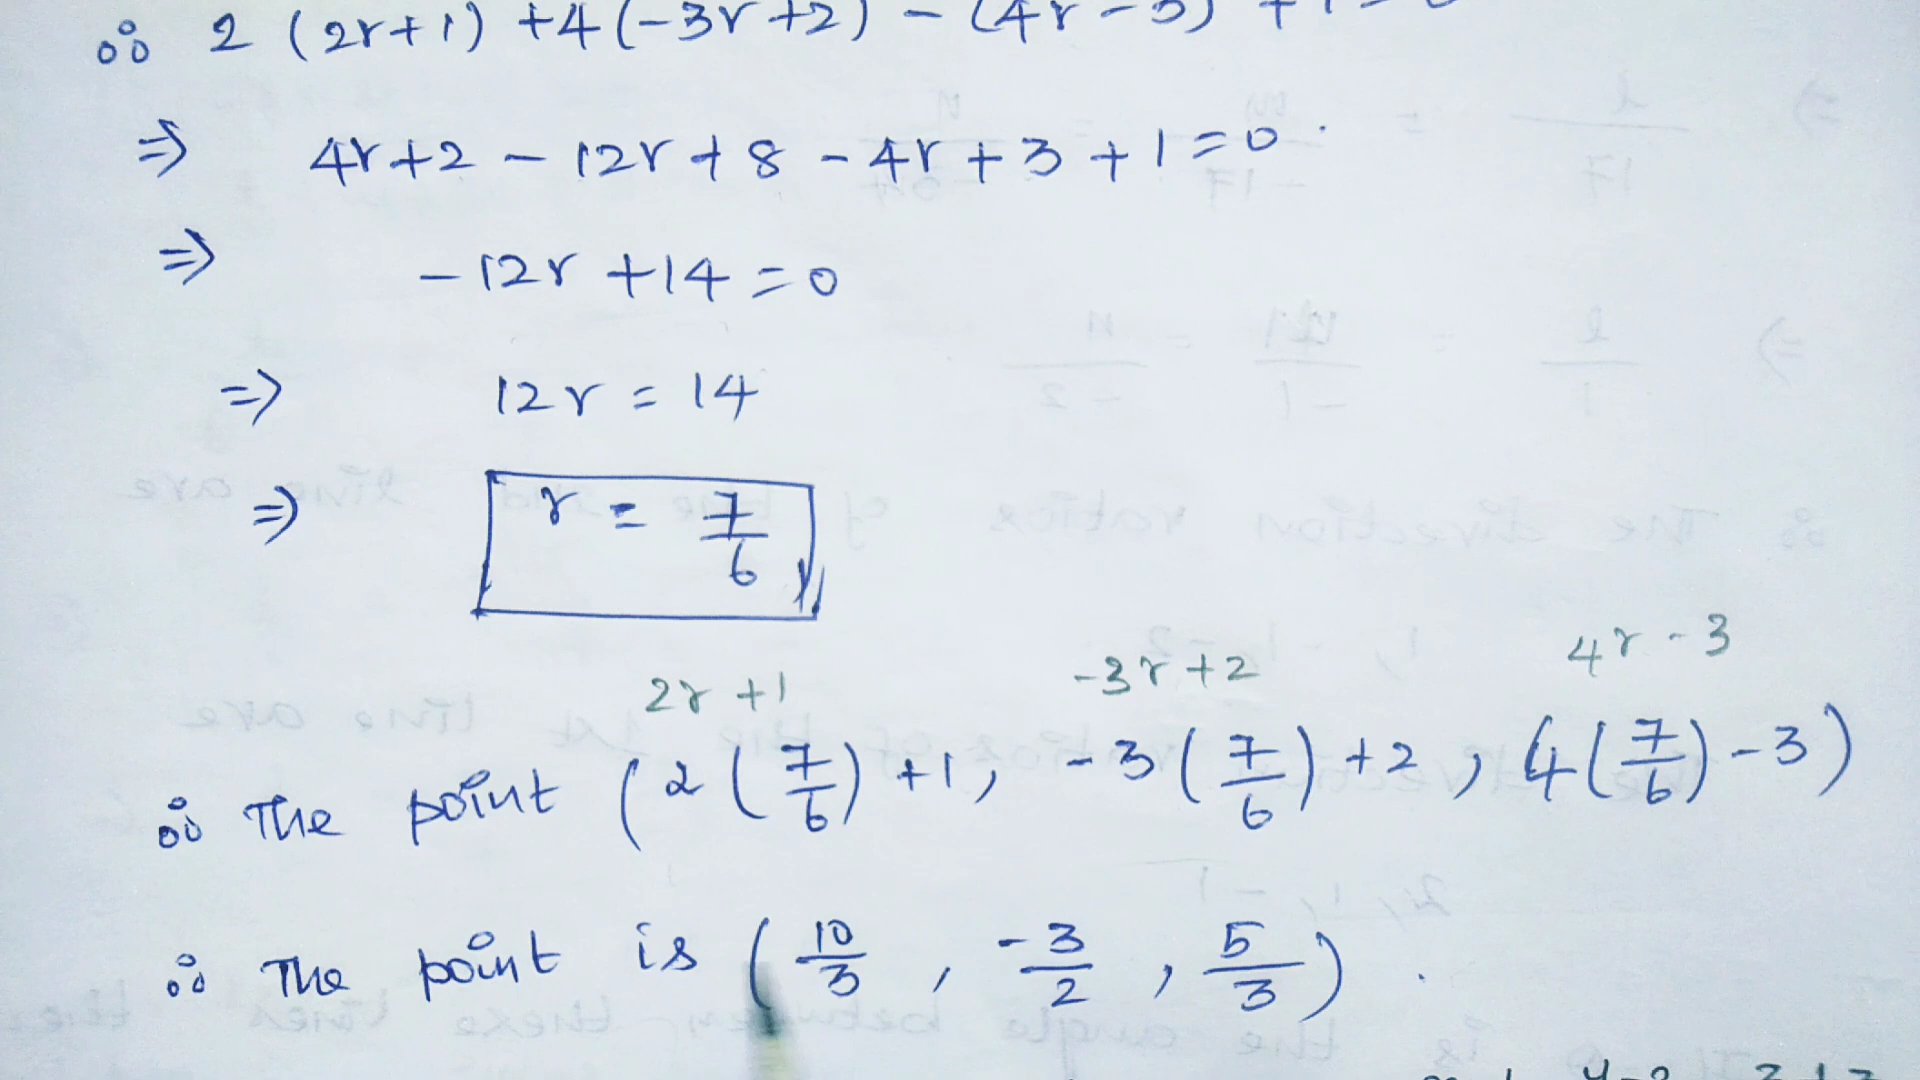 ∴ 2 (2r+1) +4(-3r+2) - (4r-3) +1=0
⇒ 4r+2 - 12r+8 - 4r+3+1=0.
⇒ -12r+14=0
⇒ 12r=14
⇒ r = 7/6
2r+1 -3r+2 4r-3
∴ The point (2(7/6)+1, -3(7/6)+2, 4(7/6)-3)
∴ The point is (10/3, -3/2, 5/3).